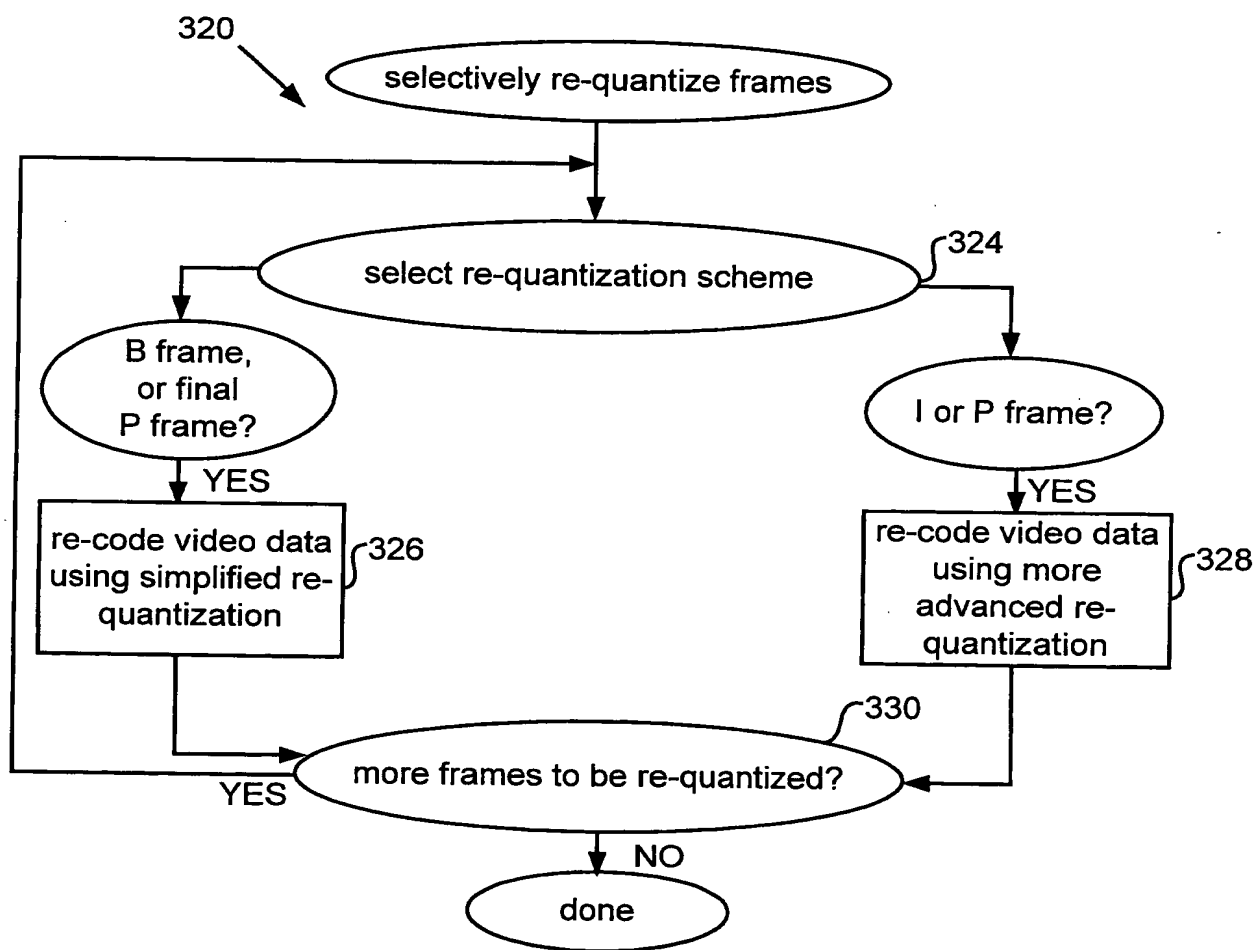 320
selectively re-quantize frames
select re-quantization scheme
324
B frame,
or final
P frame?
I or P frame?
YES
YES
re-code video data
using simplified re-
quantization
326
re-code video data
using more
advanced re-
quantization
328
330
more frames to be re-quantized?
YES
NO
done